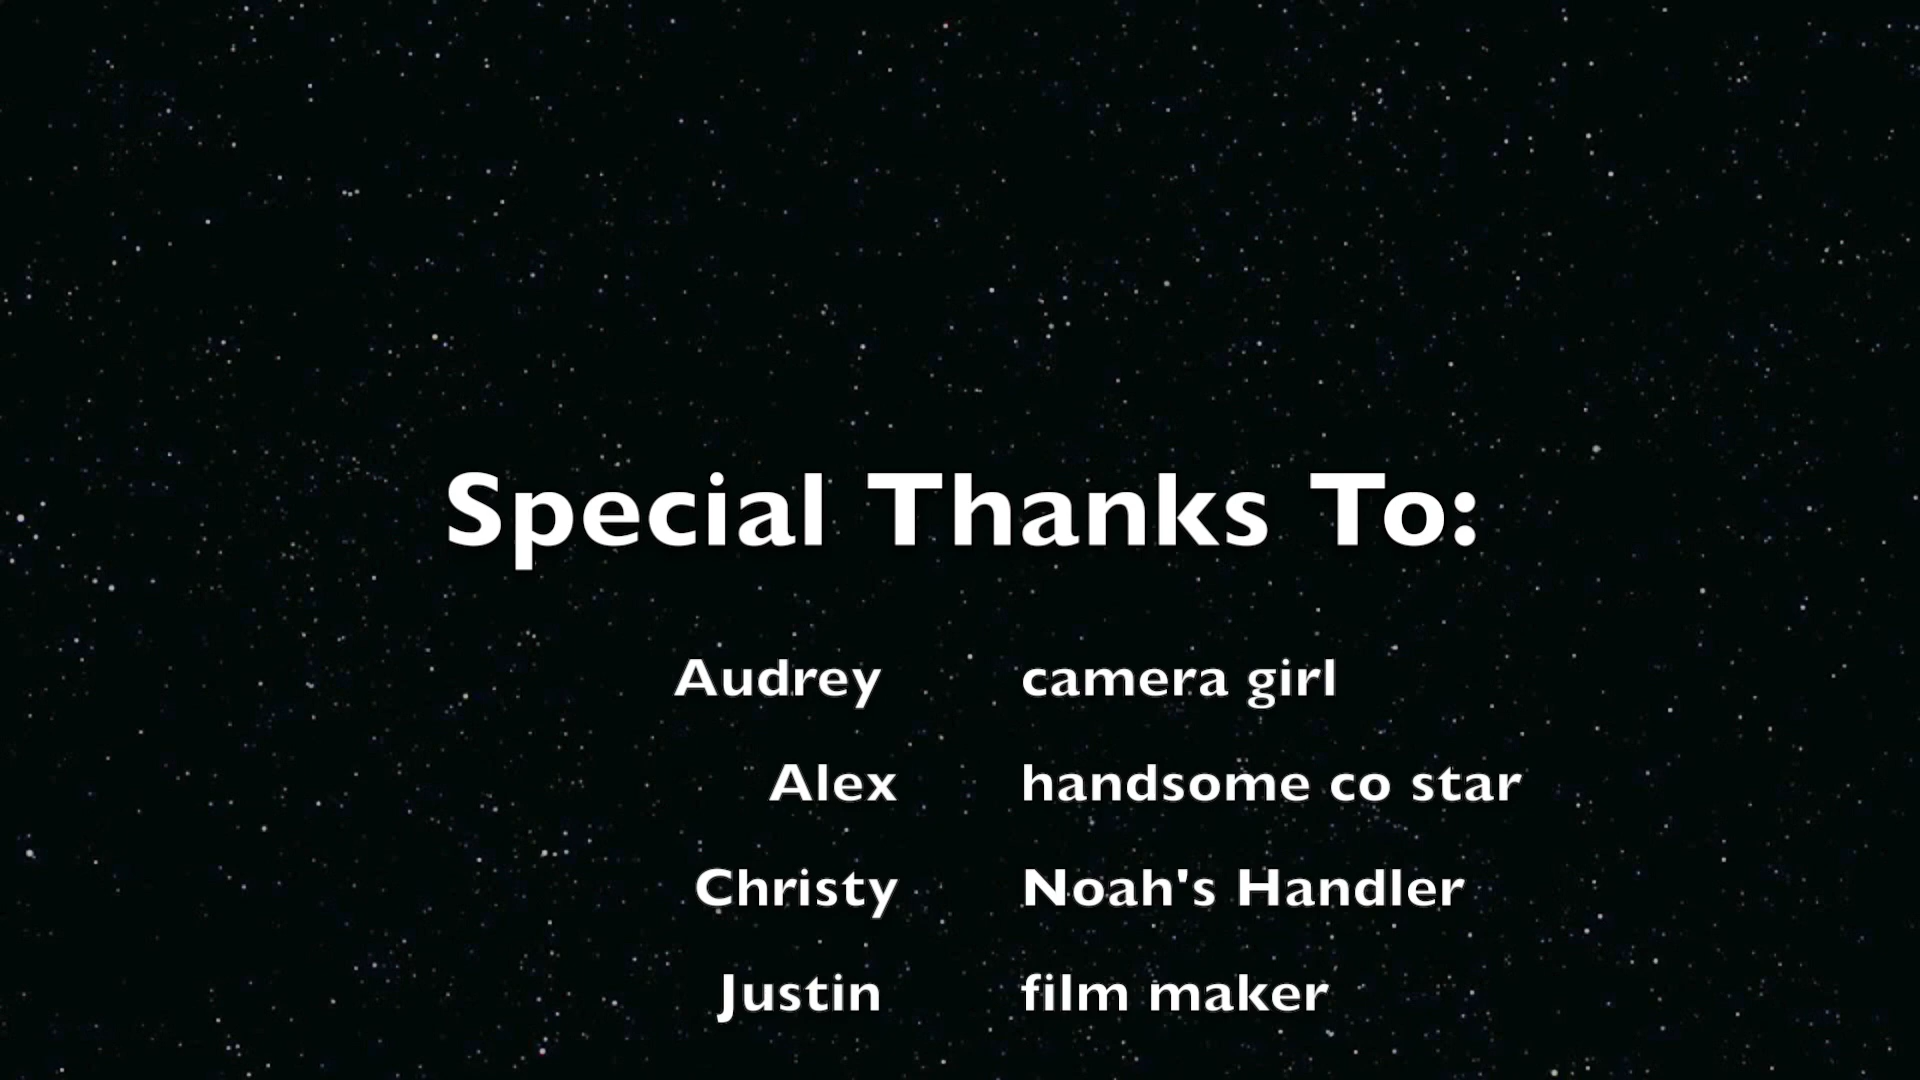 Special Thanks To:
Audrey camera girl
Alex handsome co star
Christy Noah's Handler
Justin film maker